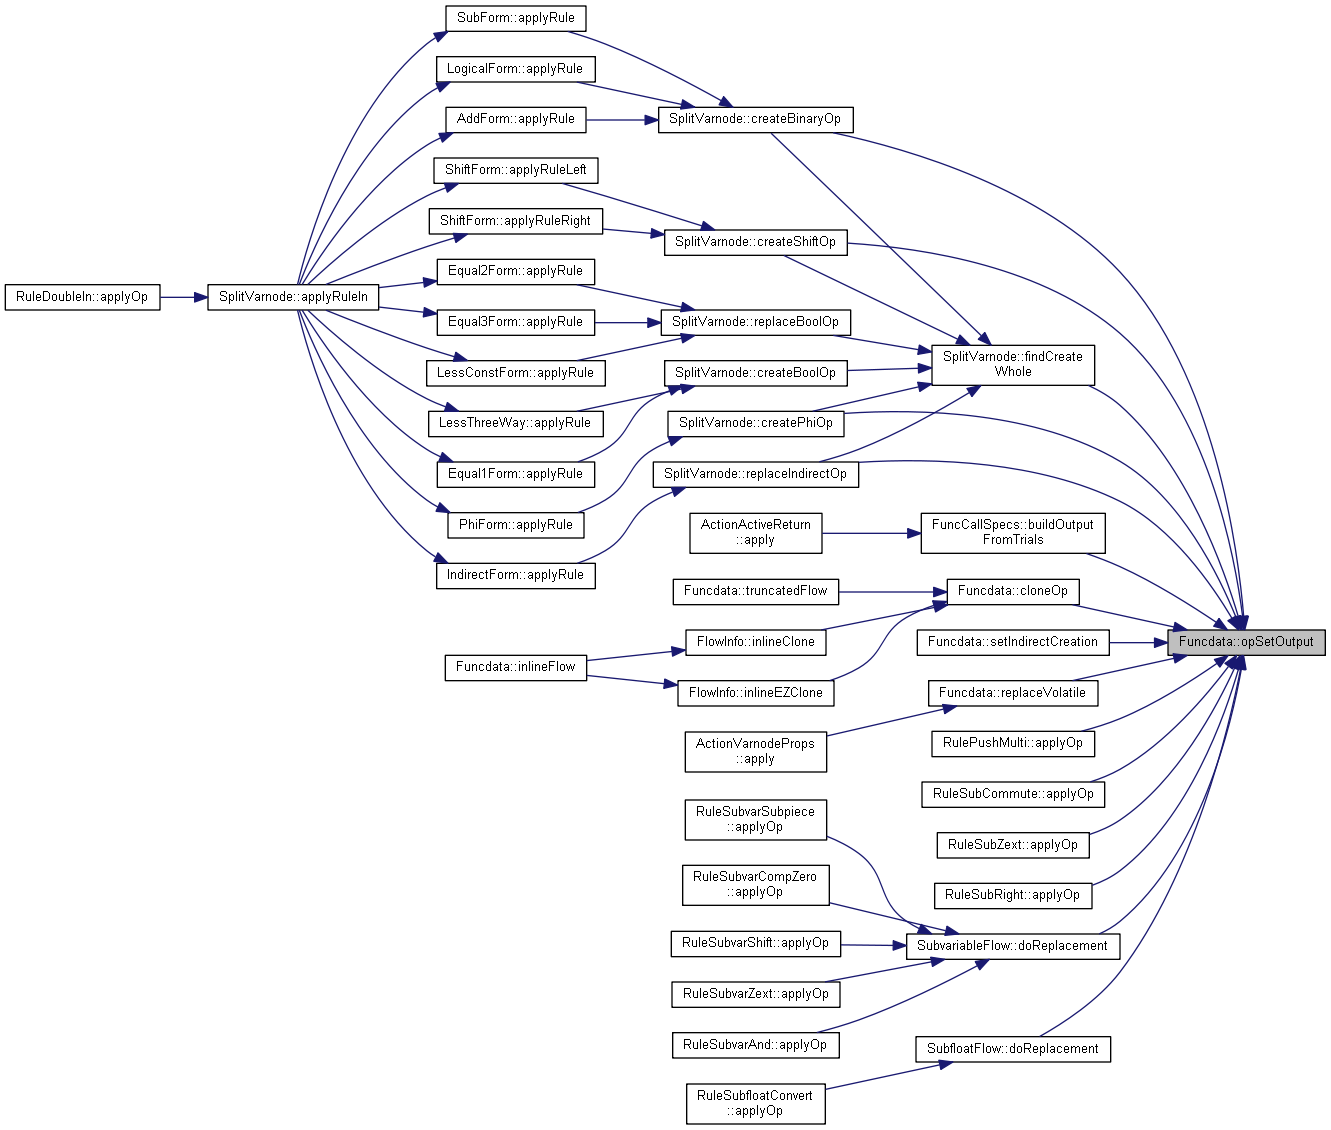 SubForm::applyRule
LogicalForm::applyRule
AddForm::applyRule
SplitVarnode::createBinaryOp
ShiftForm::applyRuleLeft
ShiftForm::applyRuleRight
SplitVarnode::createShiftOp
Equal2Form::applyRule
RuleDoubleIn::applyOp
SplitVarnode::applyRuleIn
Equal3Form::applyRule
SplitVarnode::replaceBoolOp
SplitVarnode::findCreate
Whole
LessConstForm::applyRule
SplitVarnode::createBoolOp
LessThreeWay::applyRule
SplitVarnode::createPhiOp
Equal1Form::applyRule
SplitVarnode::replaceIndirectOp
PhiForm::applyRule
ActionActiveReturn
::apply
FuncCallSpecs::buildOutput
FromTrials
IndirectForm::applyRule
Funcdata::truncatedFlow
Funcdata::cloneOp
FlowInfo::inlineClone
Funcdata::setIndirectCreation
Funcdata::opSetOutput
Funcdata::inlineFlow
FlowInfo::inlineEZClone
Funcdata::replaceVolatile
ActionVarnodeProps
::apply
RulePushMulti::applyOp
RuleSubCommute::applyOp
RuleSubvarSubpiece
::applyOp
RuleSubZext::applyOp
RuleSubvarCompZero
::applyOp
RuleSubRight::applyOp
RuleSubvarShift::applyOp
SubvariableFlow::doReplacement
RuleSubvarZext::applyOp
RuleSubvarAnd::applyOp
SubfloatFlow::doReplacement
RuleSubfloatConvert
::applyOp